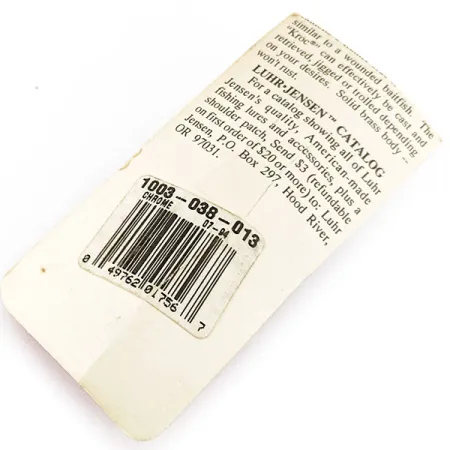 similar to a wounded baitfish. The
"Kroc®" can effectively be cast and
retrieved, jigged or trolled depending
on your desires. Solid brass body –
won't rust.
LUHR-JENSEN™ CATALOG
For a catalog showing all of Luhr
Jensen's quality, American-made
fishing lures and accessories, plus a
shoulder patch, Send $3 (refundable
on first order of $20 or more) to: Luhr
Jensen, P.O. Box 297, Hood River,
OR 97031.
1003-038-013
CHROME 07-94
0 49762 01756 7